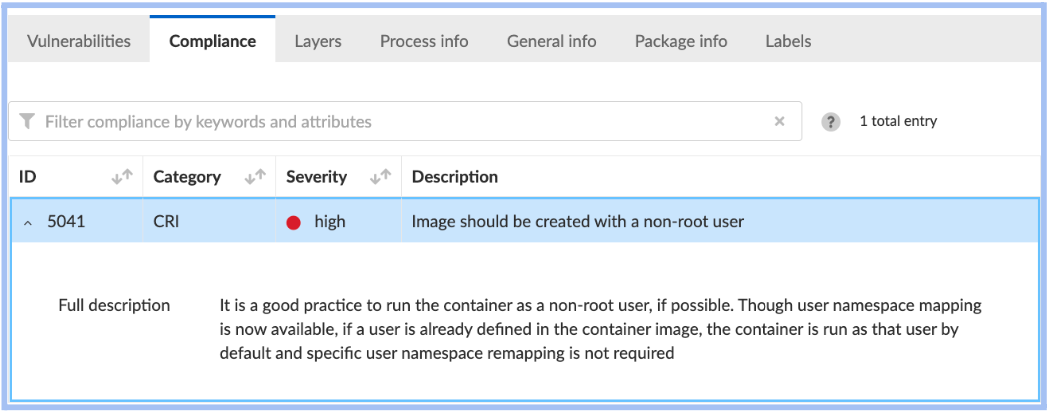 Vulnerabilities Compliance Layers Process info General info Package info Labels
Filter compliance by keywords and attributes × ? 1 total entry
ID Category Severity Description
5041 CRI high Image should be created with a non-root user
Full description It is a good practice to run the container as a non-root user, if possible. Though user namespace mapping
is now available, if a user is already defined in the container image, the container is run as that user by
default and specific user namespace remapping is not required